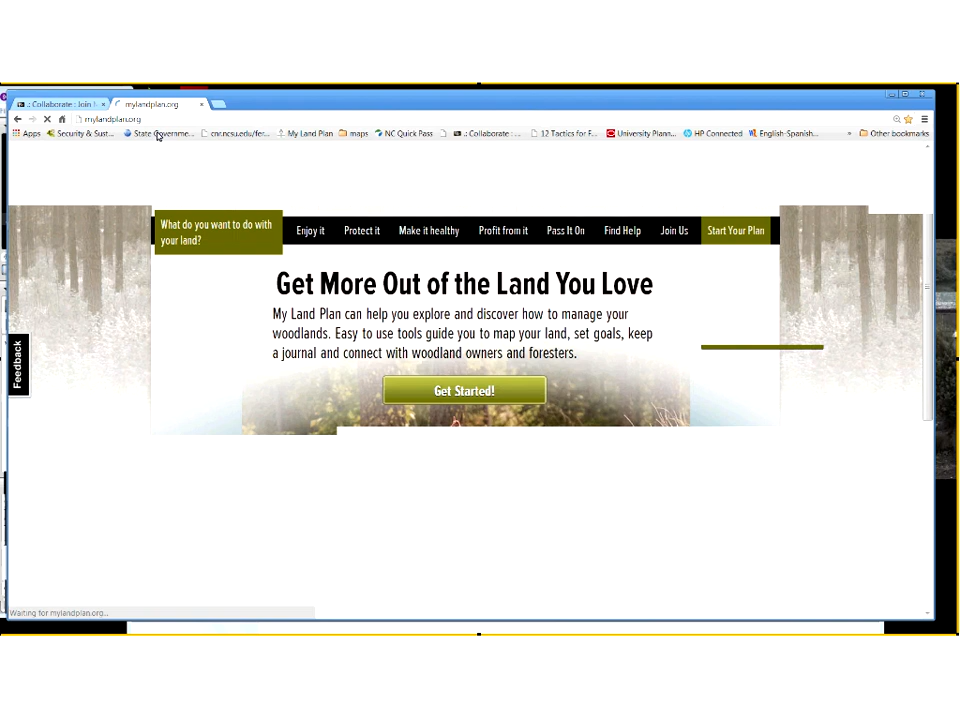 .: Collaborate : Join
mylandplan.org
mylandplan.org
Apps
Security & Sust...
State Governme...
cnr.ncsu.edu/fer...
My Land Plan
maps
NC Quick Pass
.: Collaborate : ...
12 Tactics for F...
University Plann...
HP Connected
English-Spanish...
»
Other bookmarks
What do you want to do with
your land?
Enjoy it
Protect it
Make it healthy
Profit from it
Pass It On
Find Help
Join Us
Start Your Plan
Get More Out of the Land You Love
My Land Plan can help you explore and discover how to manage your
woodlands. Easy to use tools guide you to map your land, set goals, keep
a journal and connect with woodland owners and foresters.
Get Started!
Feedback
Waiting for mylandplan.org...